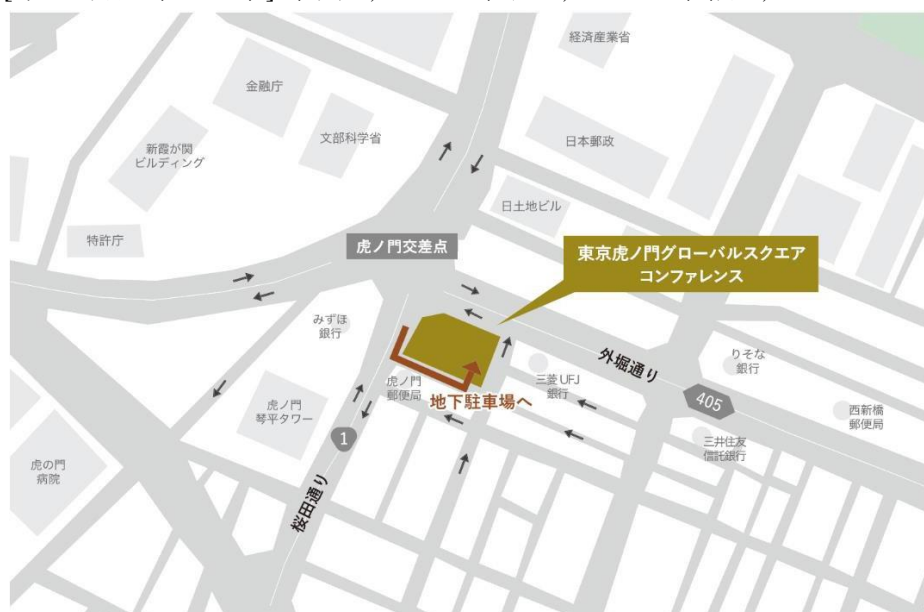 経済産業省
金融庁
文部科学省
日本郵政
新霞が関
ビルディング
日土地ビル
特許庁
虎ノ門交差点
東京虎ノ門グローバルスクエア
コンファレンス
みずほ
銀行
外堀通り
りそな
銀行
虎ノ門
郵便局
三菱UFJ
銀行
地下駐車場へ
405
西新橋
郵便局
虎ノ門
琴平タワー
1
三井住友
信託銀行
虎の門
病院
桜田通り